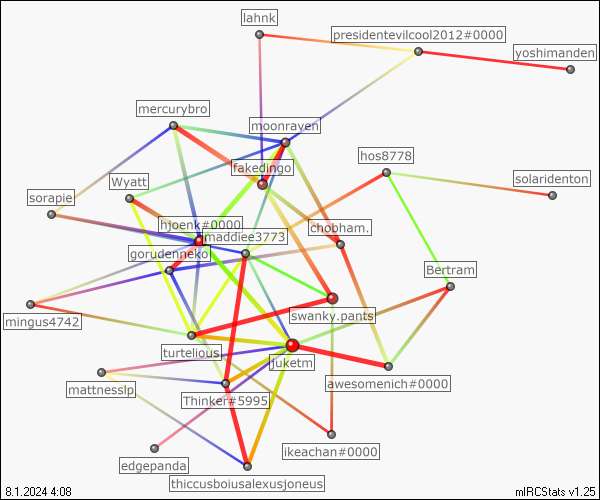 lahnk
presidentevilcool2012#0000
yoshimanden
mercurybro
moonraven
hos8778
fakedingo
solaridenton
Wyatt
sorapie
hjoenk#0000
chobham.
maddiee3773
gorudenneko
Bertram
swanky.pants
mingus4742
turtelious
juketm
awesomenich#0000
mattnesslp
Thinker#5995
ikeachan#0000
edgepanda
thiccusboiusalexusjoneus
8.1.2024 4:08
mIRCStats v1.25